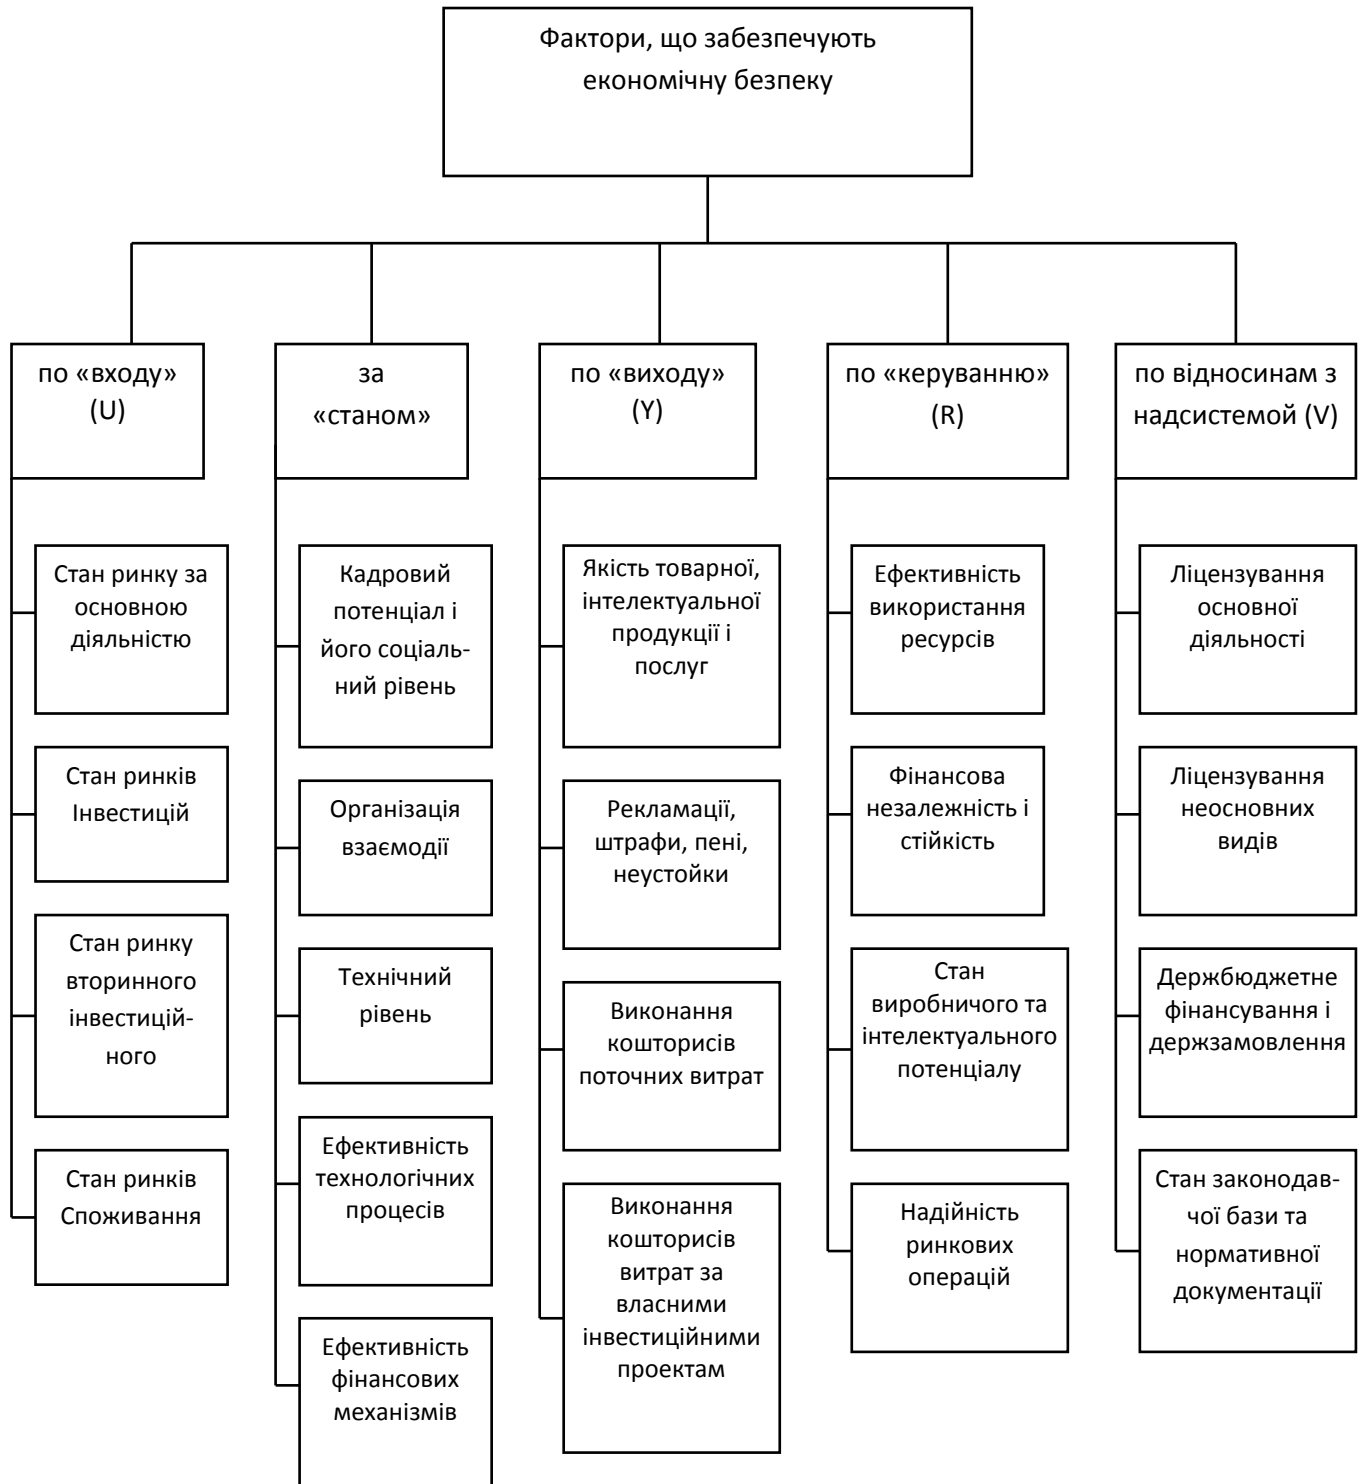 Фактори, що забезпечують
економічну безпеку
по «входу»
(U)
Стан ринку за
основною
діяльністю
Стан ринків
Інвестицій
Стан ринку
вторинного
інвестицій-
ного
Стан ринків
Споживання
за
«станом»
Кадровий
потенціал і
його соціаль-
ний рівень
Організація
взаємодії
Технічний
рівень
Ефективність
технологічних
процесів
Ефективність
фінансових
механізмів
по «виходу»
(Y)
Якість товарної,
інтелектуальної
продукції і
послуг
Рекламації,
штрафи, пені,
неустойки
Виконання
кошторисів
поточних витрат
Виконання
кошторисів
витрат за
власними
інвестиційними
проектам
по «керуванню»
(R)
Ефективність
використання
ресурсів
Фінансова
незалежність і
стійкість
Стан
виробничого та
інтелектуального
потенціалу
Надійність
ринкових
операцій
по відносинам з
надсистемой (V)
Ліцензування
основної
діяльності
Ліцензування
неосновних
видів
Держбюджетне
фінансування і
держзамовлення
Стан законодав-
чої бази та
нормативної
документації